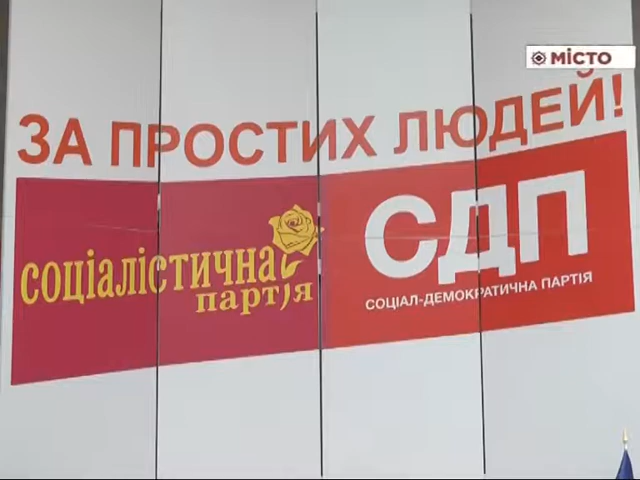 МІСТО
ЗА ПРОСТИХ ЛЮДЕЙ!
СОЦІАЛІСТИЧНА
партія
СДП
СОЦІАЛ-ДЕМОКРАТИЧНА ПАРТІЯ